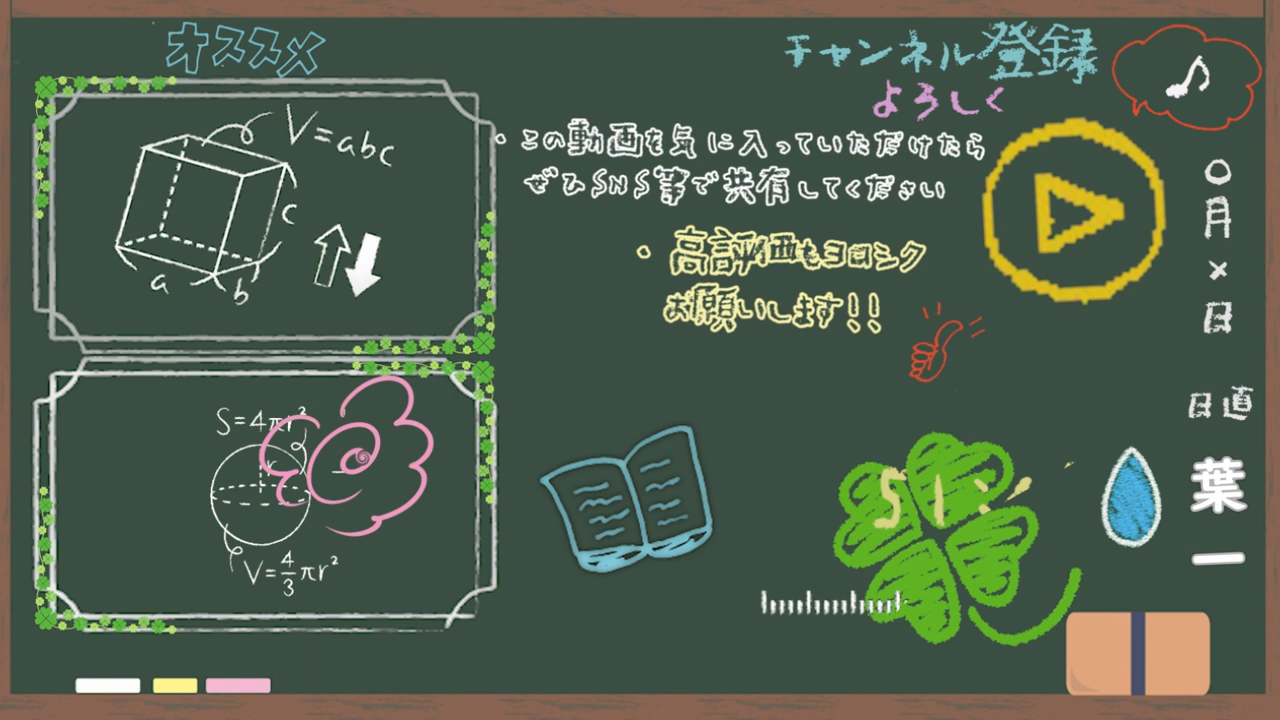 オススメ
V=abc
c
a
b
S=4πr²
r
V=4/3πr²
チャンネル登録
よろしく
・この動画を気に入っていただけたら
ぜひSNS等で共有してください
・高評価もヨロシク
お願いします!!
〇月×日
日直
葉一